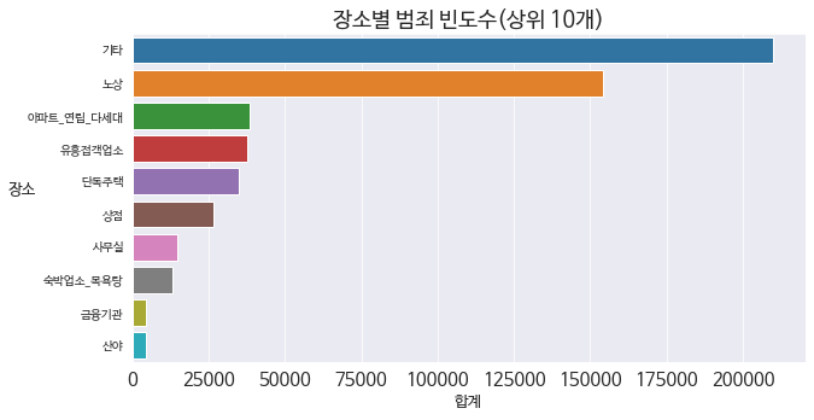 장소별 범죄 빈도수(상위 10개)
기타
노상
아파트_연립_다세대
유흥접객업소
단독주택
장소
상점
사무실
숙박업소_목욕탕
금융기관
산야
0 25000 50000 75000 100000 125000 150000 175000 200000
합계